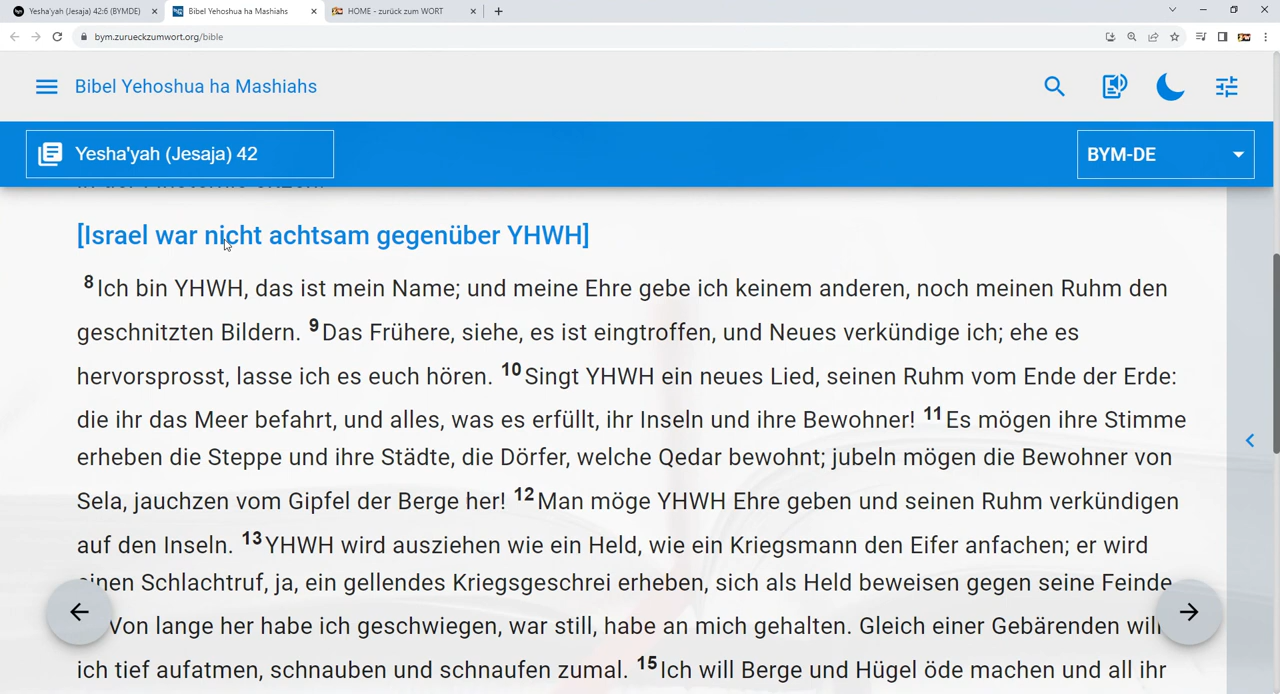 Yesha'yah (Jesaja) 42:6 (BYMDE)
Bibel Yehoshua ha Mashiahs
HOME - zurück zum WORT
bym.zurueckzumwort.org/bible
Bibel Yehoshua ha Mashiahs
Yesha'yah (Jesaja) 42
BYM-DE
[Israel war nicht achtsam gegenüber YHWH]
8 Ich bin YHWH, das ist mein Name; und meine Ehre gebe ich keinem anderen, noch meinen Ruhm den
geschnitzten Bildern. 9 Das Frühere, siehe, es ist eingtroffen, und Neues verkündige ich; ehe es
hervorsprosst, lasse ich es euch hören. 10 Singt YHWH ein neues Lied, seinen Ruhm vom Ende der Erde:
die ihr das Meer befahrt, und alles, was es erfüllt, ihr Inseln und ihre Bewohner! 11 Es mögen ihre Stimme
erheben die Steppe und ihre Städte, die Dörfer, welche Qedar bewohnt; jubeln mögen die Bewohner von
Sela, jauchzen vom Gipfel der Berge her! 12 Man möge YHWH Ehre geben und seinen Ruhm verkündigen
auf den Inseln. 13 YHWH wird ausziehen wie ein Held, wie ein Kriegsmann den Eifer anfachen; er wird
einen Schlachtruf, ja, ein gellendes Kriegsgeschrei erheben, sich als Held beweisen gegen seine Feinde
Von lange her habe ich geschwiegen, war still, habe an mich gehalten. Gleich einer Gebärenden will
ich tief aufatmen, schnauben und schnaufen zumal. 15 Ich will Berge und Hügel öde machen und all ihr